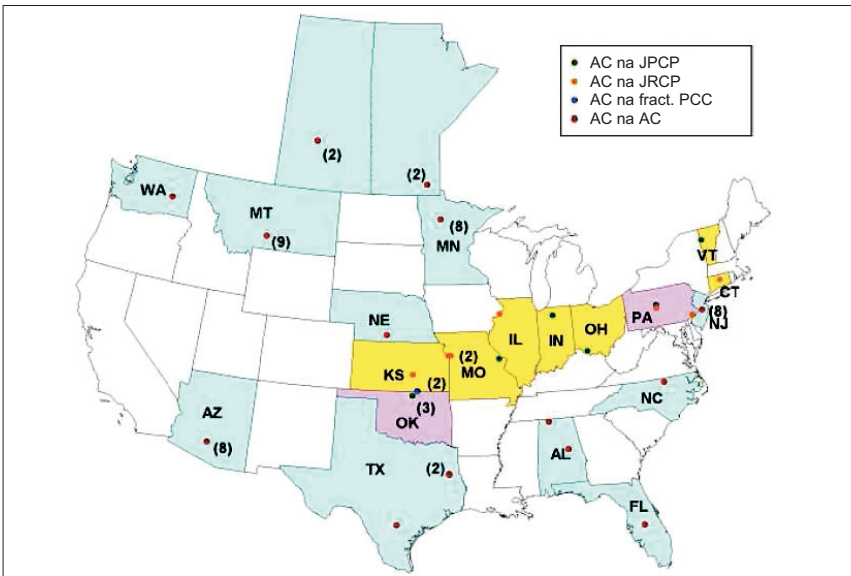 AC na JPCP
AC na JRCP
AC na fract. PCC
AC na AC
(2)
(2)
WA
MT
(9)
(8)
MN
VT
CT
NE
IL
IN
OH
PA
(8)
NJ
(2)
MO
KS
(2)
(3)
OK
NC
AZ
(8)
AL
TX
(2)
FL